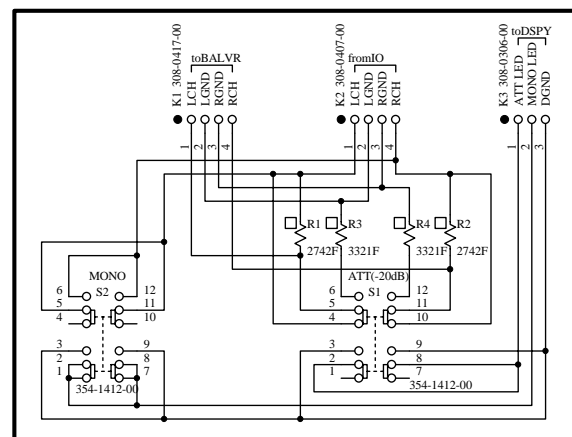 toBALVR
fromIO
toDSPY
K1 308-0417-00
LCH
LGND
RGND
RCH
K2 308-0407-00
LCH
LGND
RGND
RCH
K3 308-0306-00
ATT LED
MONO LED
DGND
1
2
3
4
1
2
3
4
1
2
3
R1
R3
R4
R2
2742F
3321F
3321F
2742F
MONO
ATT(-20dB)
6
S2
12
6
S1
12
5
11
5
11
4
10
4
10
3
9
3
9
2
8
2
8
1
7
1
7
354-1412-00
354-1412-00